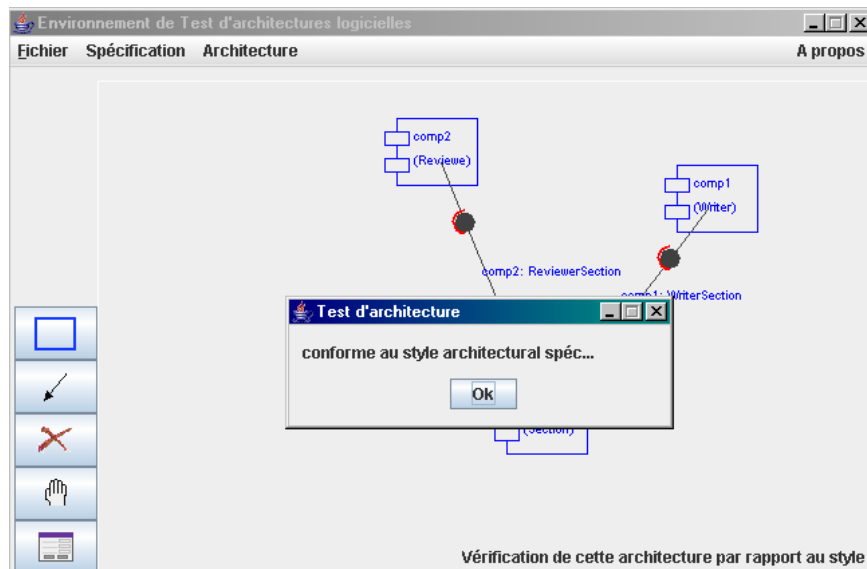 Environnement de Test d'architectures logicielles
Fichier Spécification Architecture A propos
comp2
(Reviewe)
comp1
(Writer)
comp2: ReviewerSection
comp1: WriterSection
Test d'architecture
conforme au style architectural spéc...
Ok
(Section)
Vérification de cette architecture par rapport au style